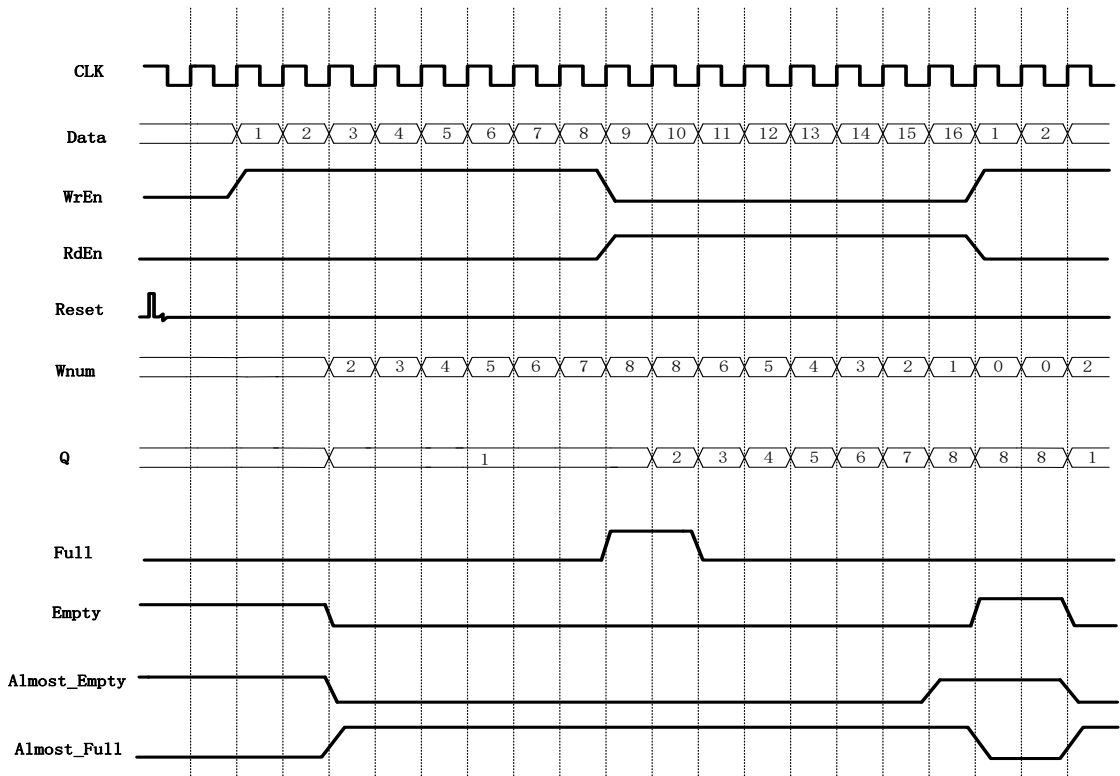 CLK
Data 1 2 3 4 5 6 7 8 9 10 11 12 13 14 15 16 1 2
WrEn
RdEn
Reset
Wnum 2 3 4 5 6 7 8 8 6 5 4 3 2 1 0 0 2
Q 1 2 3 4 5 6 7 8 8 8 1
Full
Empty
Almost_Empty
Almost_Full